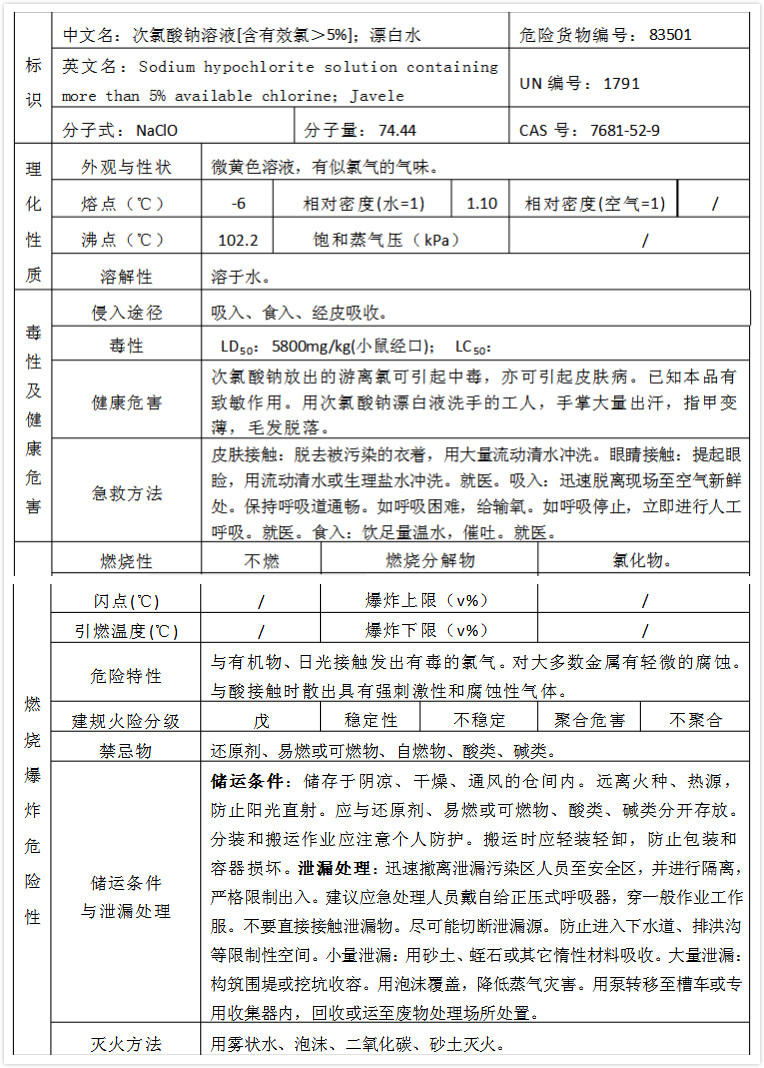 标识
中文名：次氯酸钠溶液[含有效氯＞5%]；漂白水
危险货物编号：83501
英文名：Sodium hypochlorite solution containing
more than 5% available chlorine；Javele
UN 编号：1791
分子式：NaClO
分子量：74.44
CAS 号：7681-52-9
理化性质
外观与性状
微黄色溶液，有似氯气的气味。
熔点（℃）
-6
相对密度(水=1)
1.10
相对密度(空气=1)
/
沸点（℃）
102.2
饱和蒸气压（kPa）
/
溶解性
溶于水。
毒性及健康危害
侵入途径
吸入、食入、经皮吸收。
毒性
LD50：5800mg/kg(小鼠经口)； LC50：
健康危害
次氯酸钠放出的游离氯可引起中毒，亦可引起皮肤病。已知本品有
致敏作用。用次氯酸钠漂白液洗手的工人，手掌大量出汗，指甲变
薄，毛发脱落。
急救方法
皮肤接触：脱去被污染的衣着，用大量流动清水冲洗。眼睛接触：提起眼
睑，用流动清水或生理盐水冲洗。就医。吸入：迅速脱离现场至空气新鲜
处。保持呼吸道通畅。如呼吸困难，给输氧。如呼吸停止，立即进行人工
呼吸。就医。食入：饮足量温水，催吐。就医。
燃烧性
不燃
燃烧分解物
氯化物。
燃烧爆炸危险性
闪点(℃)
/
爆炸上限（v%）
/
引燃温度(℃)
/
爆炸下限（v%）
/
危险特性
与有机物、日光接触发出有毒的氯气。对大多数金属有轻微的腐蚀。
与酸接触时散出具有强刺激性和腐蚀性气体。
建规火险分级
戊
稳定性
不稳定
聚合危害
不聚合
禁忌物
还原剂、易燃或可燃物、自燃物、酸类、碱类。
储运条件
与泄漏处理
储运条件：储存于阴凉、干燥、通风的仓间内。远离火种、热源，
防止阳光直射。应与还原剂、易燃或可燃物、酸类、碱类分开存放。
分装和搬运作业应注意个人防护。搬运时应轻装轻卸，防止包装和
容器损坏。泄漏处理：迅速撤离泄漏污染区人员至安全区，并进行隔离，
严格限制出入。建议应急处理人员戴自给正压式呼吸器，穿一般作业工作
服。不要直接接触泄漏物。尽可能切断泄漏源。防止进入下水道、排洪沟
等限制性空间。小量泄漏：用砂土、蛭石或其它惰性材料吸收。大量泄漏：
构筑围堤或挖坑收容。用泡沫覆盖，降低蒸气灾害。用泵转移至槽车或专
用收集器内，回收或运至废物处理场所处置。
灭火方法
用雾状水、泡沫、二氧化碳、砂土灭火。